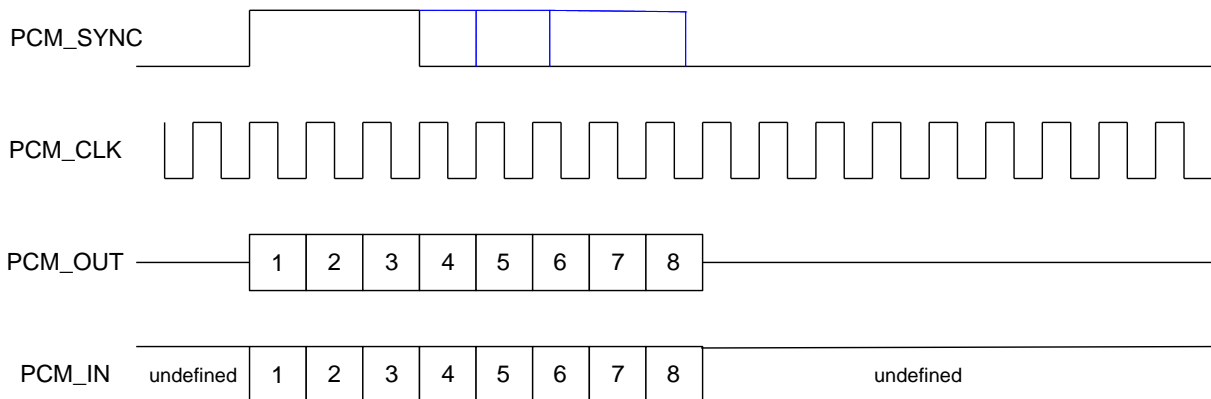 PCM_SYNC
PCM_CLK
PCM_OUT 1 2 3 4 5 6 7 8
PCM_IN undefined 1 2 3 4 5 6 7 8 undefined